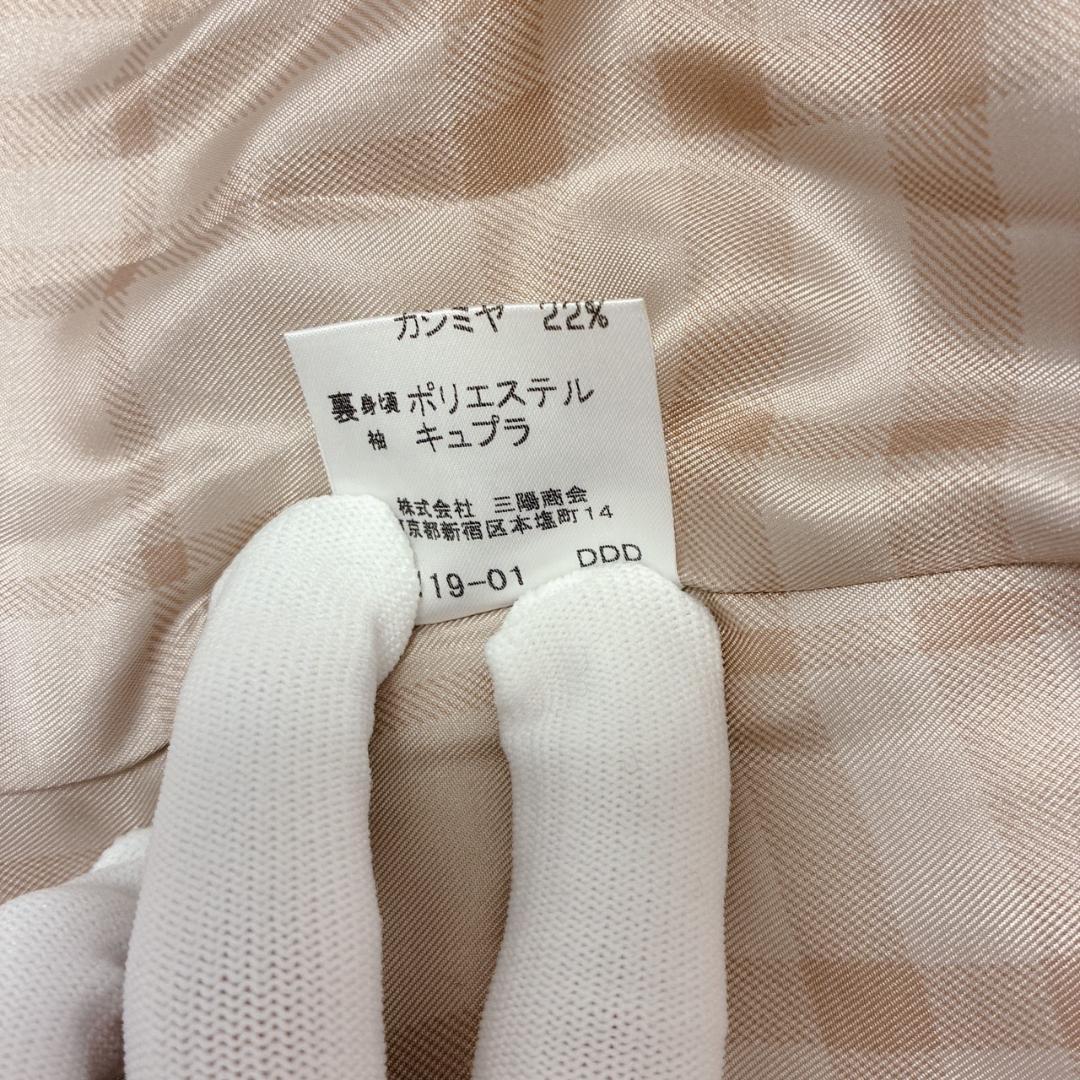 カシミヤ 22%
裏 身頃 ポリエステル
袖 キュプラ
株式会社 三陽商会
京都新宿区本塩町14
DDD
119-01